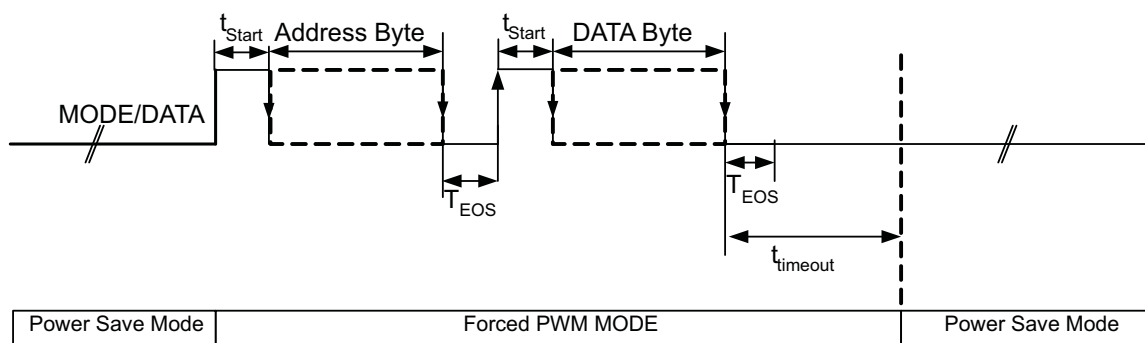 tStart Address Byte tStart DATA Byte
MODE/DATA
TEOS TEOS
ttimeout
Power Save Mode Forced PWM MODE Power Save Mode